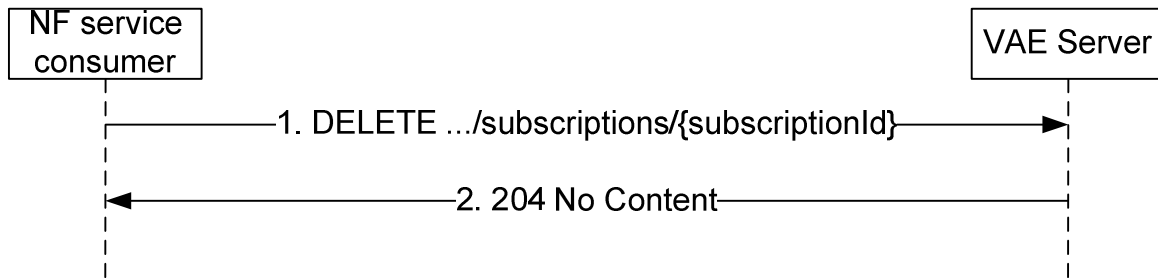 NF service
consumer
VAE Server
1. DELETE .../subscriptions/{subscriptionId}
2. 204 No Content